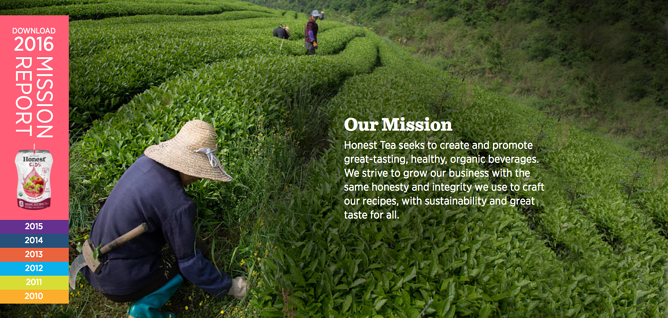 DOWNLOAD
2016
MISSION
REPORT
Honest
KIDS
2015
2014
2013
2012
2011
2010
Our Mission
Honest Tea seeks to create and promote
great-tasting, healthy, organic beverages.
We strive to grow our business with the
same honesty and integrity we use to craft
our recipes, with sustainability and great
taste for all.